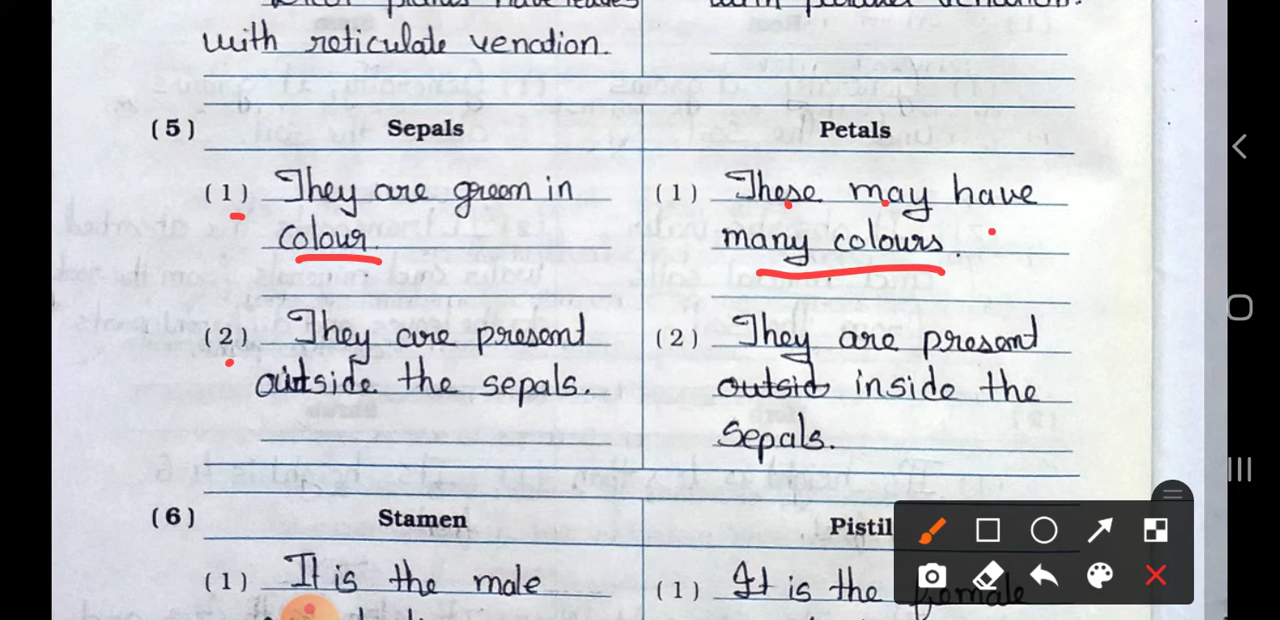 with reticulate venation.
(5) Sepals Petals
(1) They are green in
colour.
(1) These may have
many colours.
(2) They are present
outside the sepals.
(2) They are present
outsid inside the
Sepals.
(6) Stamen Pistil
(1) It is the male
(1) It is the female